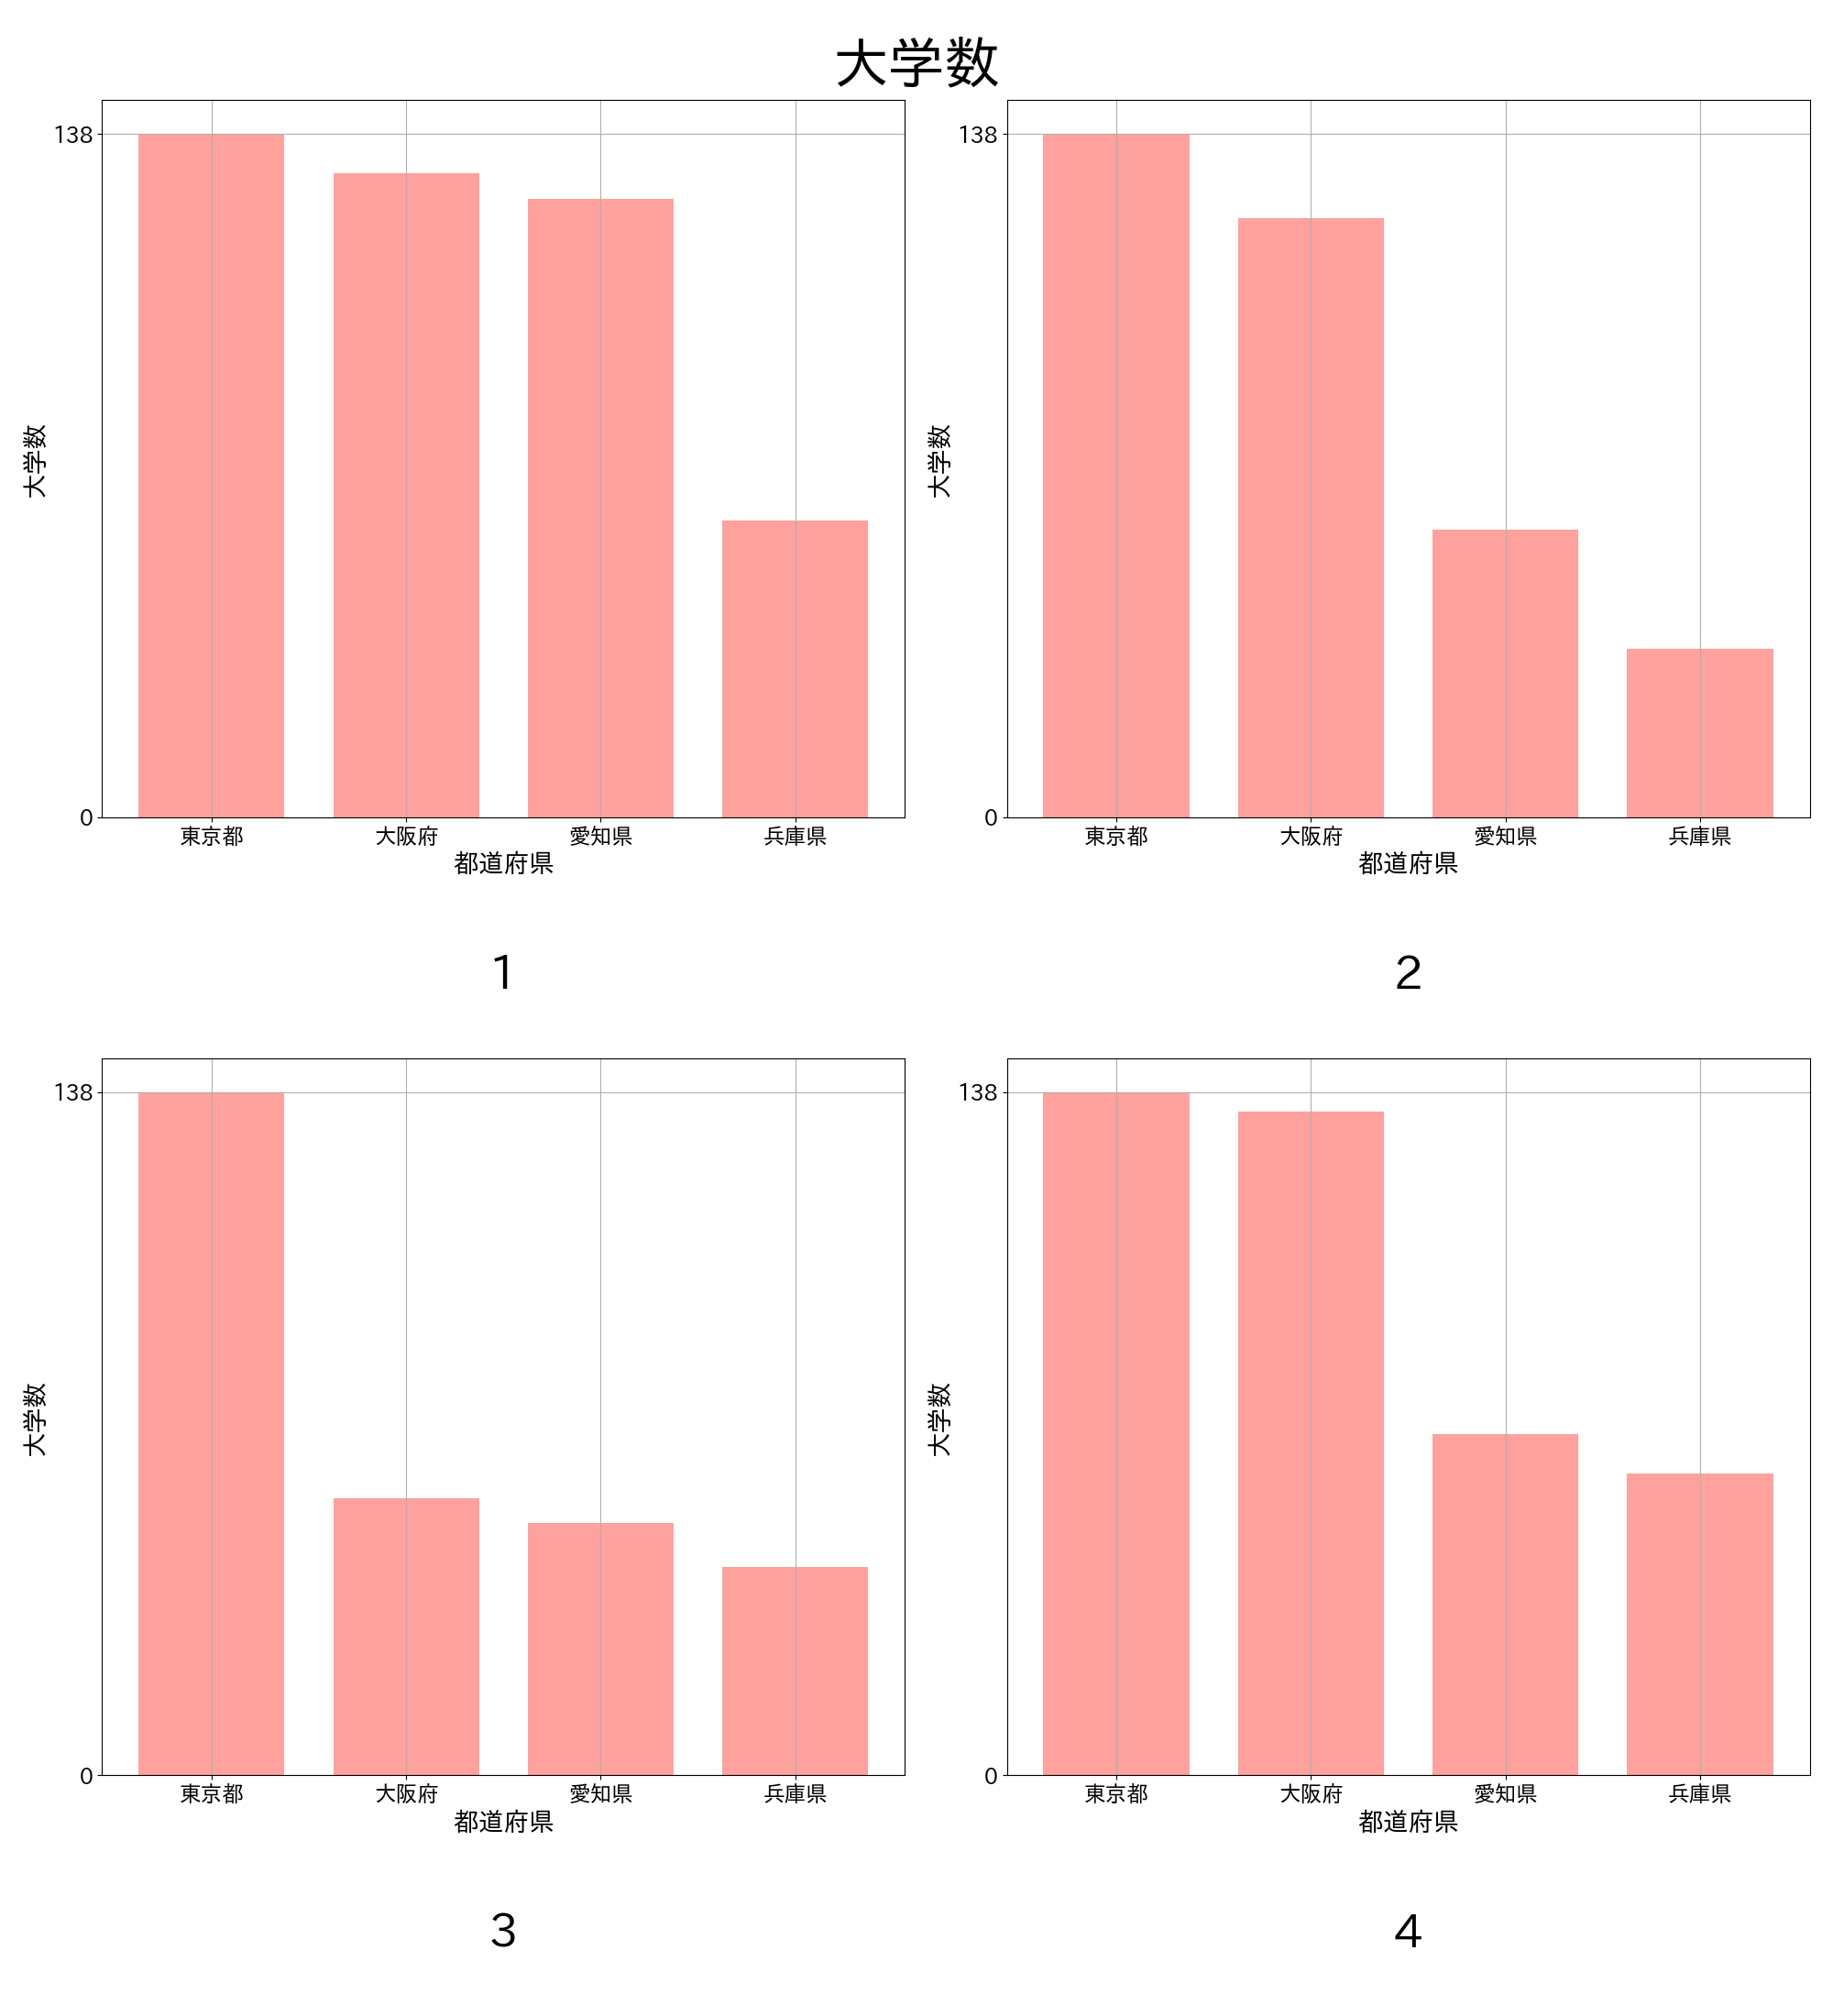 大学数
138
0
大学数
東京都 大阪府 愛知県 兵庫県
都道府県
1
138
0
大学数
東京都 大阪府 愛知県 兵庫県
都道府県
2
138
0
大学数
東京都 大阪府 愛知県 兵庫県
都道府県
3
138
0
大学数
東京都 大阪府 愛知県 兵庫県
都道府県
4